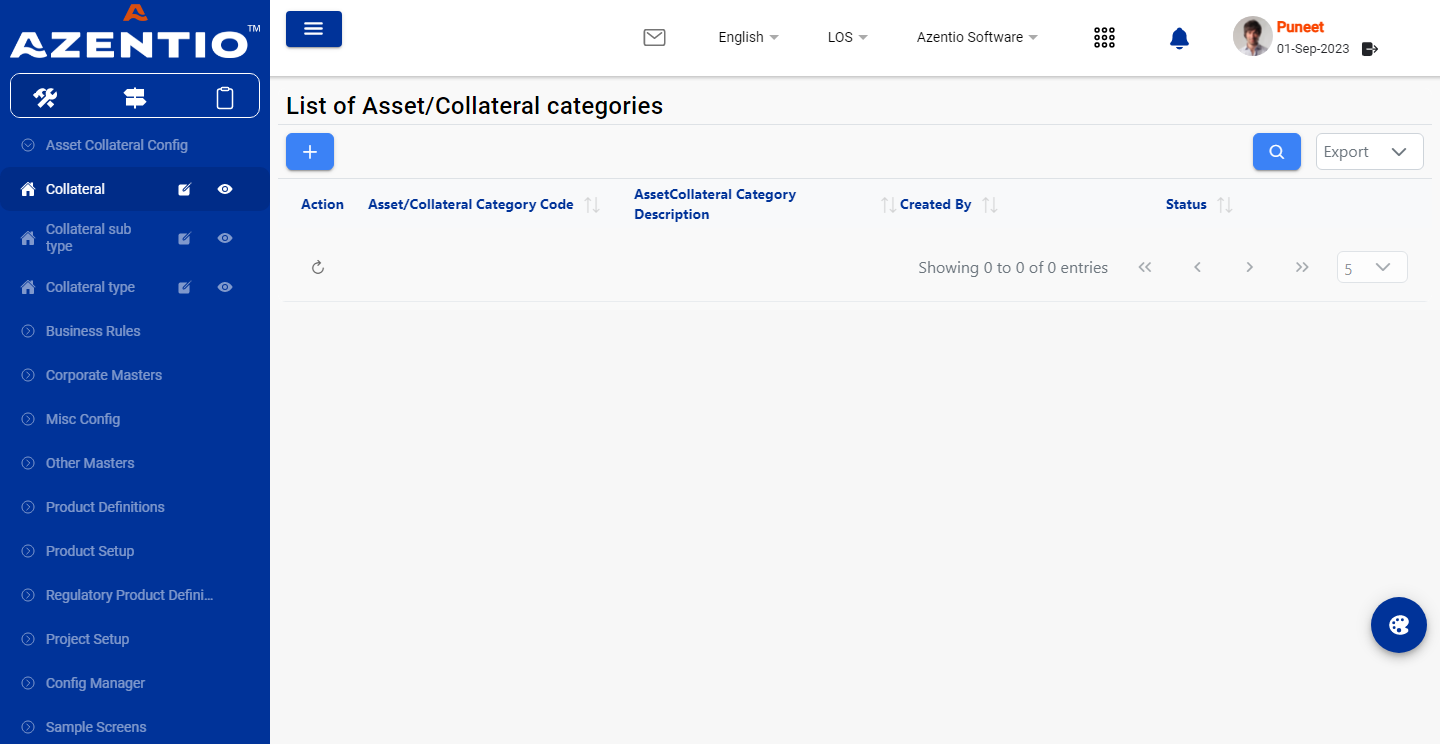 AZENTIO™
English
LOS
Azentio Software
Puneet
01-Sep-2023
Asset Collateral Config
Collateral
Collateral sub
type
Collateral type
Business Rules
Corporate Masters
Misc Config
Other Masters
Product Definitions
Product Setup
Regulatory Product Defini...
Project Setup
Config Manager
Sample Screens
List of Asset/Collateral categories
Export
Action
Asset/Collateral Category Code
AssetCollateral Category
Description
Created By
Status
Showing 0 to 0 of 0 entries
5